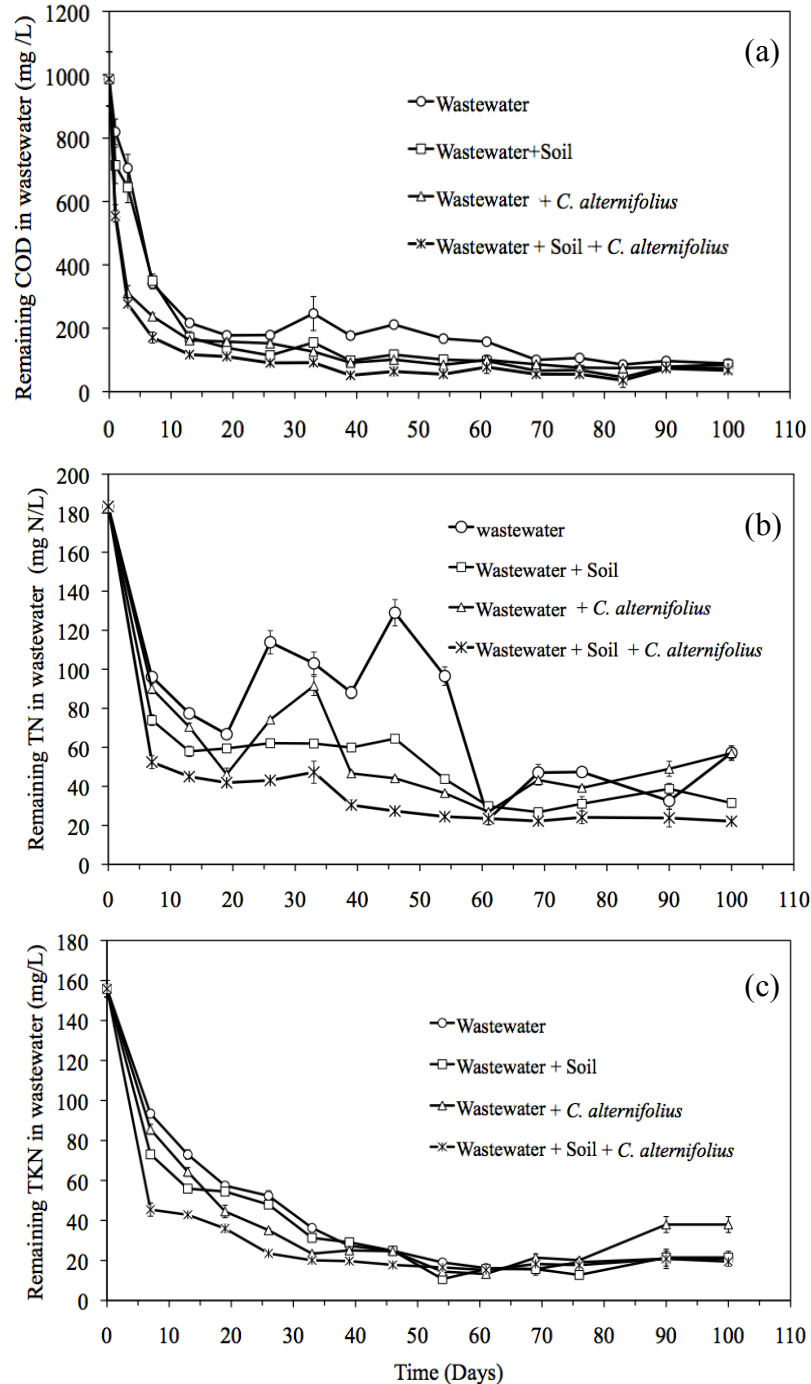 Remaining COD in wastewater (mg /L)
1200
1000
800
600
400
200
0
(a)
Wastewater
Wastewater+Soil
Wastewater + C. alternifolius
Wastewater + Soil + C. alternifolius
0 10 20 30 40 50 60 70 80 90 100 110
Remaining TN in wastewater (mg N/L)
200
180
160
140
120
100
80
60
40
20
0
(b)
wastewater
Wastewater + Soil
Wastewater + C. alternifolius
Wastewater + Soil + C. alternifolius
0 10 20 30 40 50 60 70 80 90 100 110
Remaining TKN in wastewater (mg/L)
180
160
140
120
100
80
60
40
20
0
(c)
Wastewater
Wastewater + Soil
Wastewater + C. alternifolius
Wastewater + Soil + C. alternifolius
0 10 20 30 40 50 60 70 80 90 100 110
Time (Days)